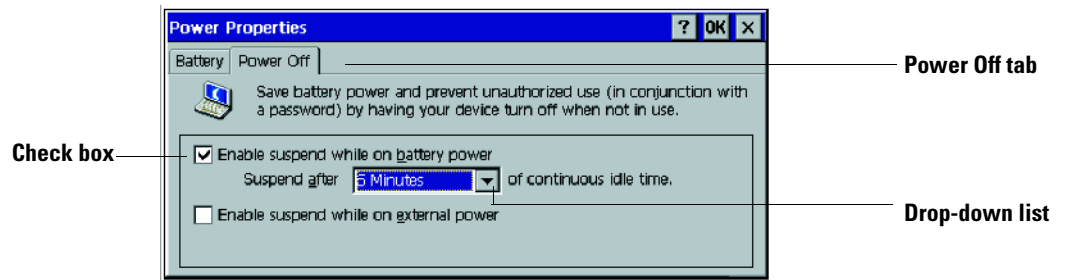 Power Properties ? OK ×
Battery Power Off
Power Off tab
Save battery power and prevent unauthorized use (in conjunction with
a password) by having your device turn off when not in use.
Check box
Enable suspend while on battery power
Suspend after 5 Minutes of continuous idle time.
Enable suspend while on external power
Drop-down list